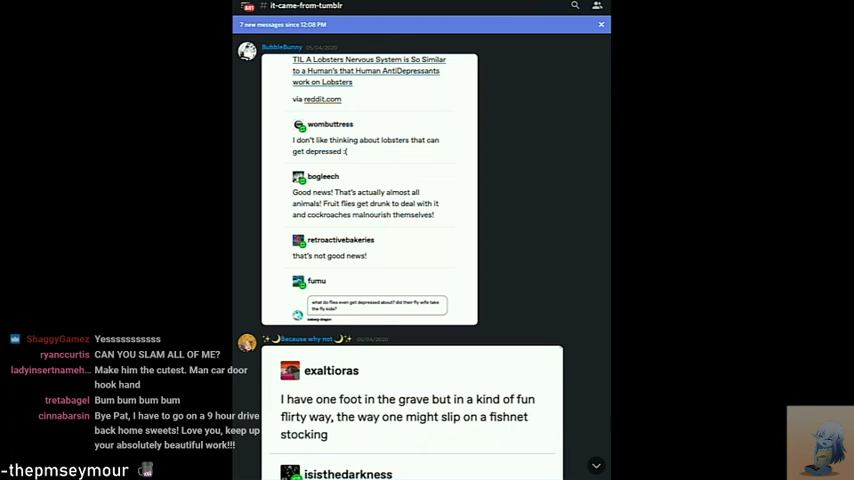 841
# it-came-from-tumblr
7 new messages since 12:08 PM
BubbleBunny 05/04/2020
TIL A Lobsters Nervous System is So Similar
to a Human's that Human AntiDepressants
work on Lobsters
via reddit.com
wombuttress
I don't like thinking about lobsters that can
get depressed :(
bogleech
Good news! That's actually almost all
animals! Fruit flies get drunk to deal with it
and cockroaches malnourish themselves!
retroactivebakeries
that's not good news!
fumu
what do flies even get depressed about? did their fly wife take
the fly kids?
✨🌙Because why not🌙✨ 05/04/2020
exaltioras
I have one foot in the grave but in a kind of fun
flirty way, the way one might slip on a fishnet
stocking
isisthedarkness
ShaggyGamez Yesssssssssss
ryanccurtis CAN YOU SLAM ALL OF ME?
ladyinsertnameh... Make him the cutest. Man car door
hook hand
tretabagel Bum bum bum bum
cinnabarsin Bye Pat, I have to go on a 9 hour drive
back home sweets! Love you, keep up
your absolutely beautiful work!!!
-thepmseymour